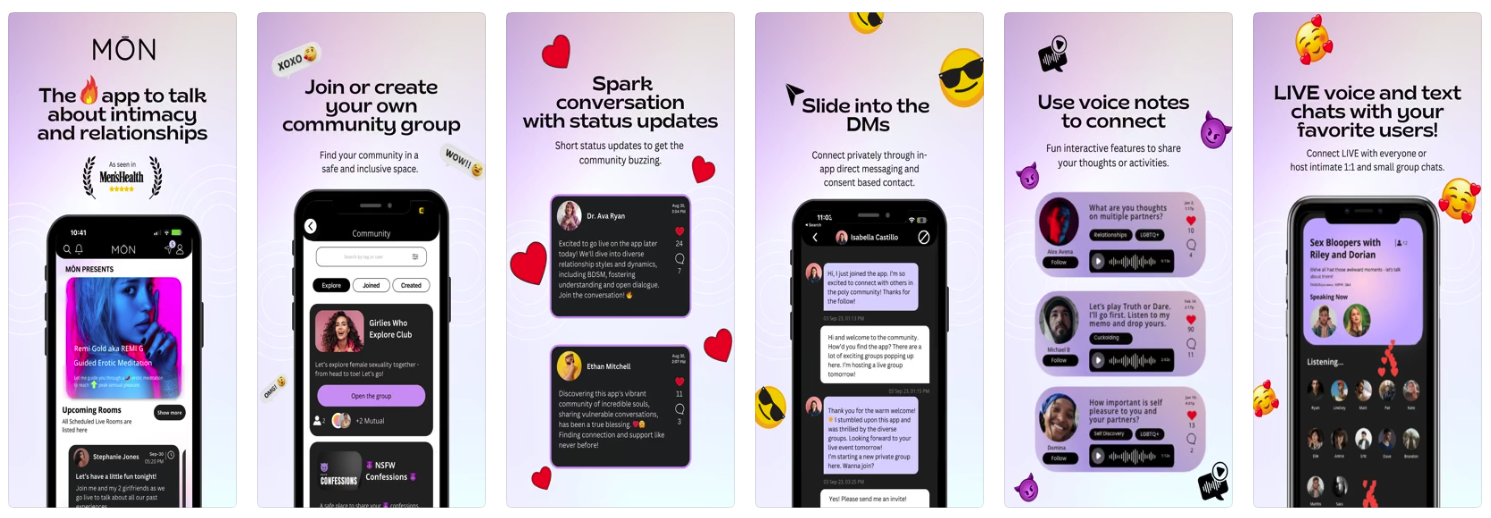 MŌN
The 🔥 app to talk
about intimacy
and relationships
As seen in
Men'sHealth
10:41
MŌN
MŌN PRESENTS
Remi Gold aka REMI G
Guided Erotic Meditation
Upcoming Rooms
All Scheduled Live Rooms are
listed here
Show more
Stephanie Jones
Sep-30
05:20 PM
Let's have a little fun tonight!
Join me and my 2 girlfriends as we
go live to talk about all our past
experiences
XOXO
Join or create
your own
community group
Find your community in a
safe and inclusive space.
WOW!!
OMG!
Community
Search by tag or user
Explore
Joined
Created
Girlies Who
Explore Club
Let's explore female sexuality together -
from head to toe! Let's go!
Open the group
2
+2 Mutual
CONFESSIONS
NSFW
Confessions
A safe place to share your confessions
Spark
conversation
with status updates
Short status updates to get the
community buzzing.
Dr. Ava Ryan
Excited to go live on the app later
today! We'll dive into diverse
relationship styles and dynamics,
including BDSM, fostering
understanding and open dialogue.
Join the conversation!
24
7
Ethan Mitchell
Discovering this app's vibrant
community of incredible souls,
sharing vulnerable conversations,
has been a true blessing.
Finding connection and support like
never before!
11
3
Slide into the
DMs
Connect privately through in-
app direct messaging and
consent based contact.
Search
Isabella Castillo
Hi, I just joined the app. I'm so
excited to connect with others in
the poly community! Thanks for
the follow!
Hi and welcome to the community.
How'd you find the app? There are a
lot of exciting groups popping up
here. I'm hosting a live group
tomorrow!
Thank you for the warm welcome!
I stumbled upon this app and
was thrilled by the diverse
groups. Looking forward to your
live event tomorrow!
I'm starting a new private group
here. Wanna join?
Yes! Please send me an invite!
Use voice notes
to connect
Fun interactive features to share
your thoughts or activities.
What are you thoughts
on multiple partners?
Relationships
LGBTQ+
Alex Avena
Follow
10
4
Let's play Truth or Dare.
I'll go first. Listen to my
memo and drop yours.
Cuckolding
Michael B
Follow
90
11
How important is self
pleasure to you and
your partners?
Self Discovery
LGBTQ+
Domina
Follow
13
2
LIVE voice and text
chats with your
favorite users!
Connect LIVE with everyone or
host intimate 1:1 and small group chats.
Sex Bloopers with
Riley and Dorian
Speaking Now
Listening...